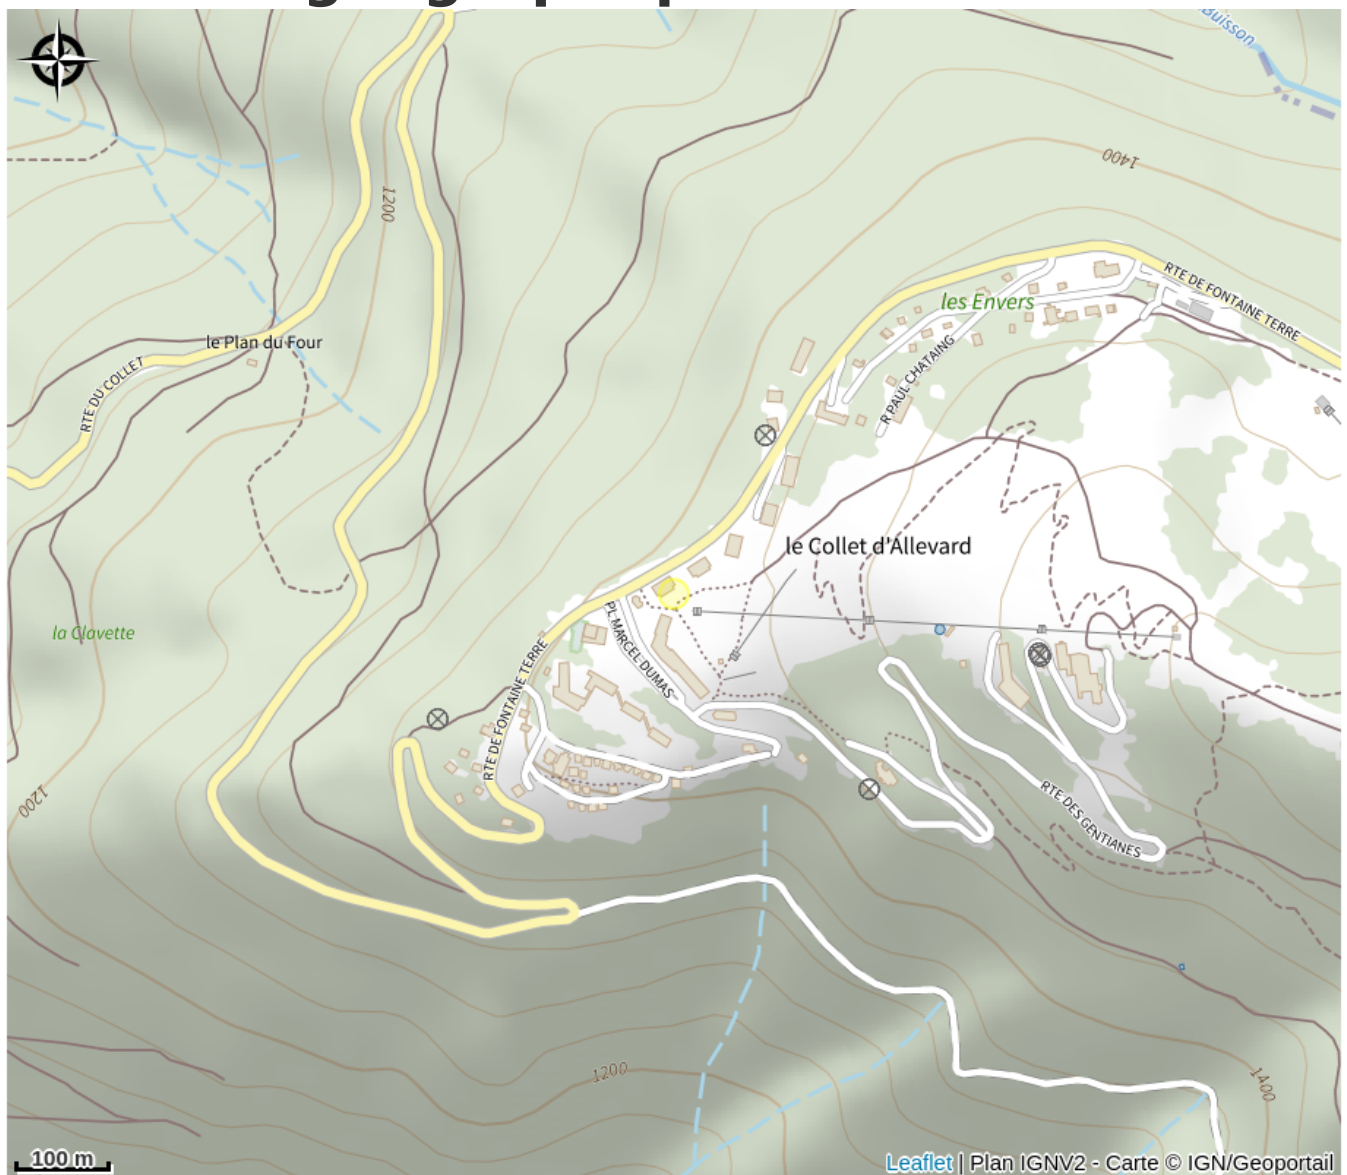 Buisson
1400
1200
RTE DE FONTAINE TERRE
les Envers
le Plan du Four
RTE DU COLLET
R PAUL CHATAING
le Collet d'Allevard
la Clavette
PL MARCEL DUMAS
RTE DE FONTAINE TERRE
1200
RTE DES GENTIANES
1200
1400
100 m
Leaflet | Plan IGNV2 - Carte © IGN/Geoportail